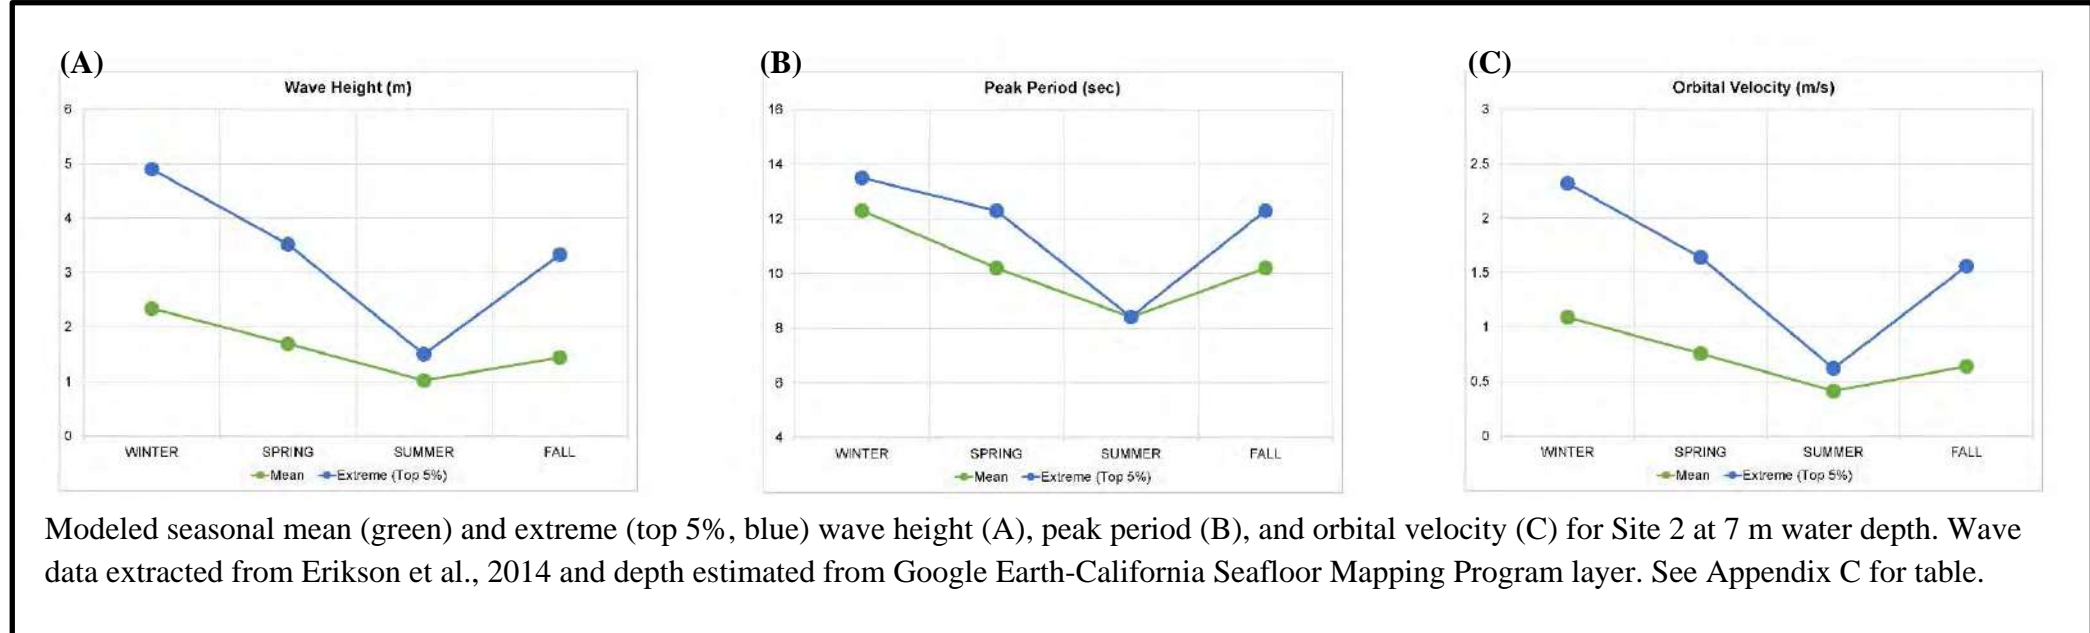 (A)
Wave Height (m)
6
5
4
3
2
1
0
WINTER SPRING SUMMER FALL
Mean Extreme (Top 5%)
(B)
Peak Period (sec)
16
14
12
10
8
6
4
WINTER SPRING SUMMER FALL
Mean Extreme (Top 5%)
(C)
Orbital Velocity (m/s)
3
2.5
2
1.5
1
0.5
0
WINTER SPRING SUMMER FALL
Mean Extreme (Top 5%)
Modeled seasonal mean (green) and extreme (top 5%, blue) wave height (A), peak period (B), and orbital velocity (C) for Site 2 at 7 m water depth. Wave
data extracted from Erikson et al., 2014 and depth estimated from Google Earth-California Seafloor Mapping Program layer. See Appendix C for table.